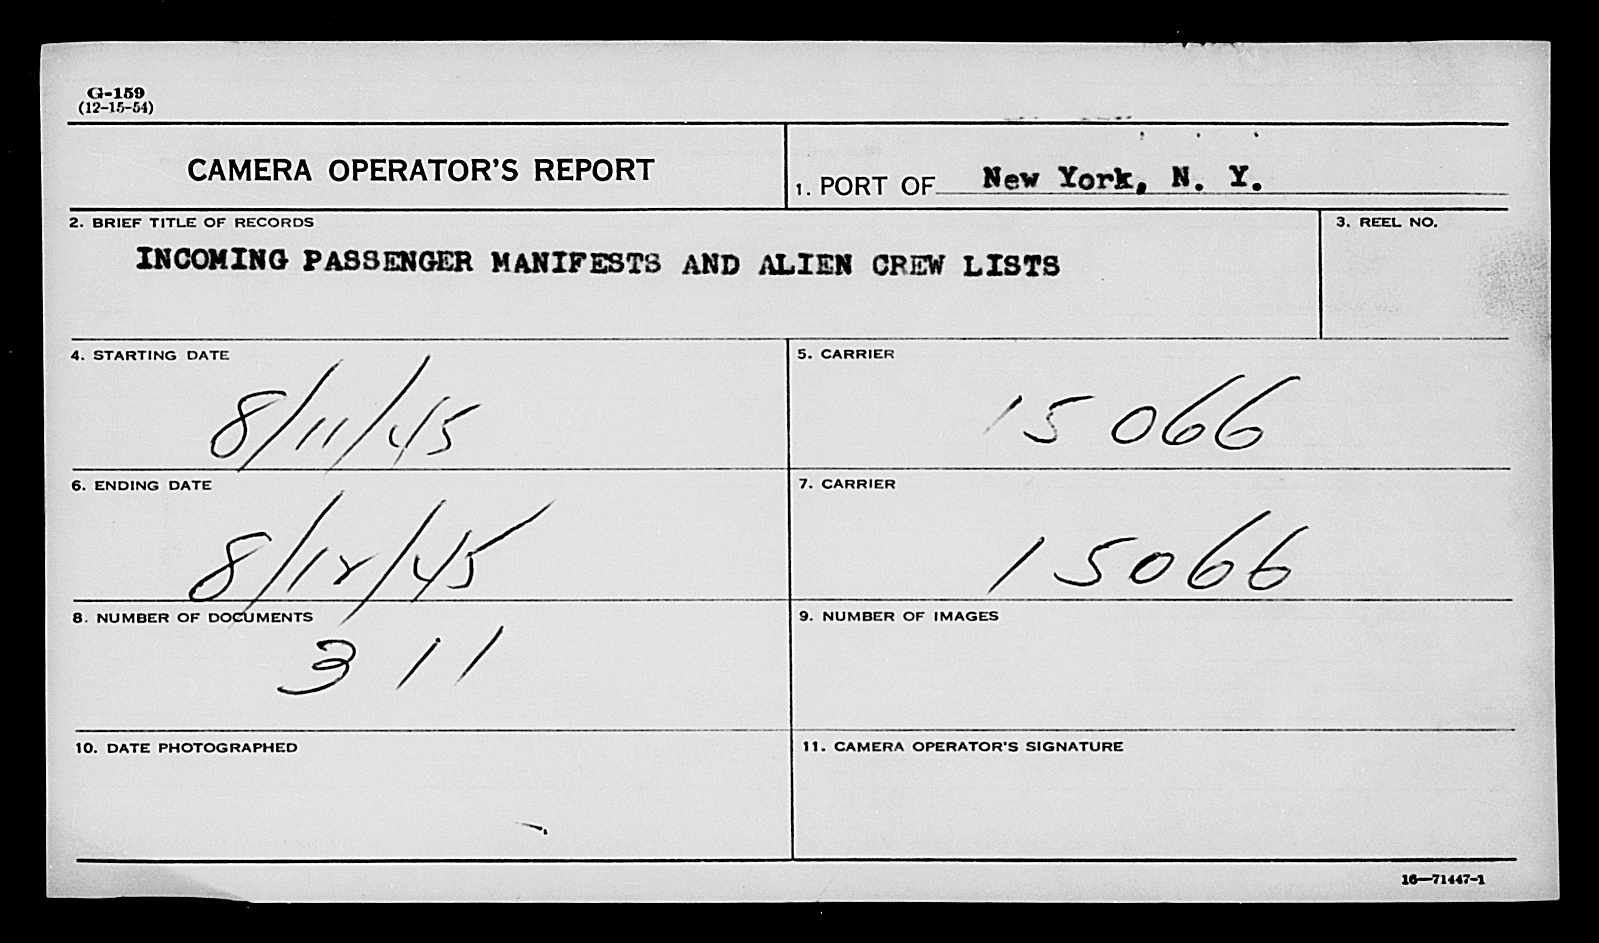 G-159
(12-15-54)
CAMERA OPERATOR'S REPORT
1. PORT OF New York, N. Y.
2. BRIEF TITLE OF RECORDS
INCOMING PASSENGER MANIFESTS AND ALIEN CREW LISTS
3. REEL NO.
4. STARTING DATE
8/11/45
5. CARRIER
15066
6. ENDING DATE
8/12/45
7. CARRIER
15066
8. NUMBER OF DOCUMENTS
311
9. NUMBER OF IMAGES
10. DATE PHOTOGRAPHED
11. CAMERA OPERATOR'S SIGNATURE
16—71447-1